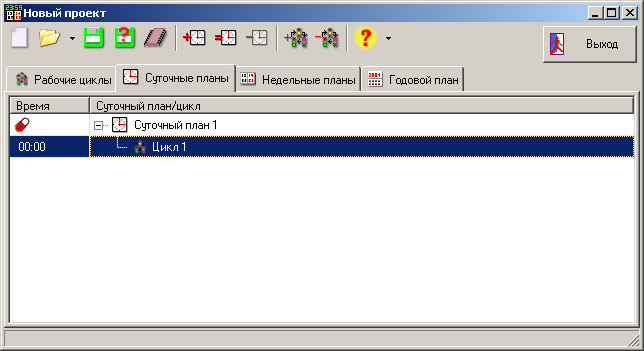 Новый проект
Выход
Рабочие циклы Суточные планы Недельные планы Годовой план
Время Суточный план/цикл
Суточный план 1
00:00 Цикл 1